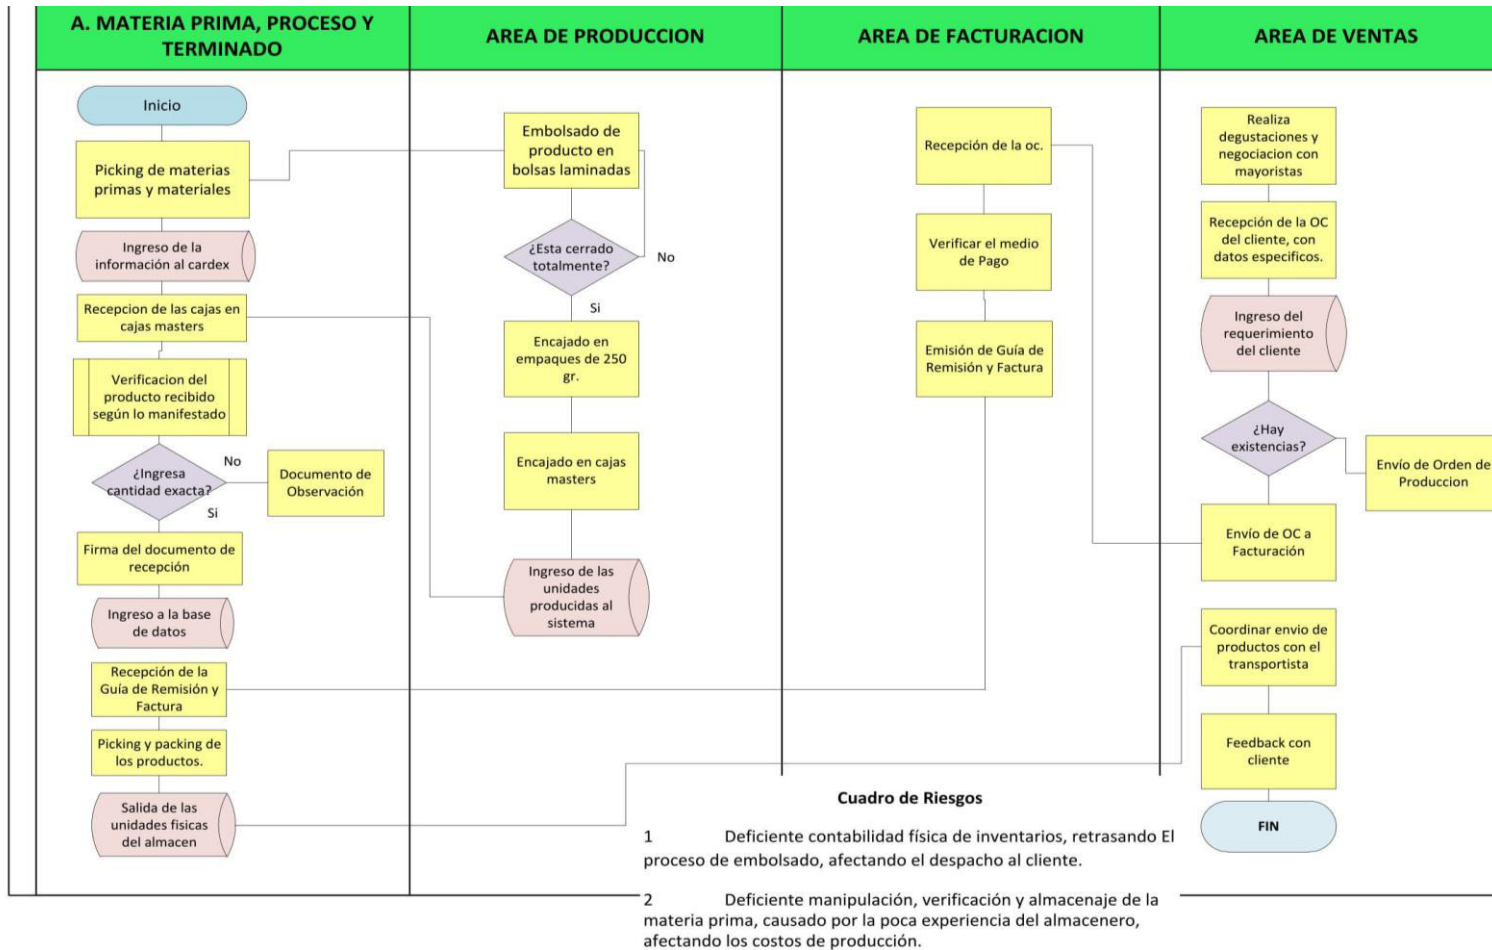 A. MATERIA PRIMA, PROCESO Y
TERMINADO
AREA DE PRODUCCION
AREA DE FACTURACION
AREA DE VENTAS
Inicio
Picking de materias
primas y materiales
Ingreso de la
información al cardex
Recepcion de las cajas en
cajas masters
Verificacion del
producto recibido
según lo manifestado
¿Ingresa
cantidad exacta?
No
Si
Documento de
Observación
Firma del documento de
recepción
Ingreso a la base
de datos
Recepción de la
Guía de Remisión y
Factura
Picking y packing de
los productos.
Salida de las
unidades fisicas
del almacen
Embolsado de
producto en
bolsas laminadas
¿Esta cerrado
totalmente?
No
Si
Encajado en
empaques de 250
gr.
Encajado en cajas
masters
Ingreso de las
unidades
producidas al
sistema
Recepción de la oc.
Verificar el medio
de Pago
Emisión de Guía de
Remisión y Factura
Realiza
degustaciones y
negociacion con
mayoristas
Recepción de la OC
del cliente, con
datos especificos.
Ingreso del
requerimiento
del cliente
¿Hay
existencias?
Envío de Orden de
Produccion
Envío de OC a
Facturación
Coordinar envio de
productos con el
transportista
Feedback con
cliente
FIN
Cuadro de Riesgos
1 Deficiente contabilidad física de inventarios, retrasando El
proceso de embolsado, afectando el despacho al cliente.
2 Deficiente manipulación, verificación y almacenaje de la
materia prima, causado por la poca experiencia del almacenero,
afectando los costos de producción.